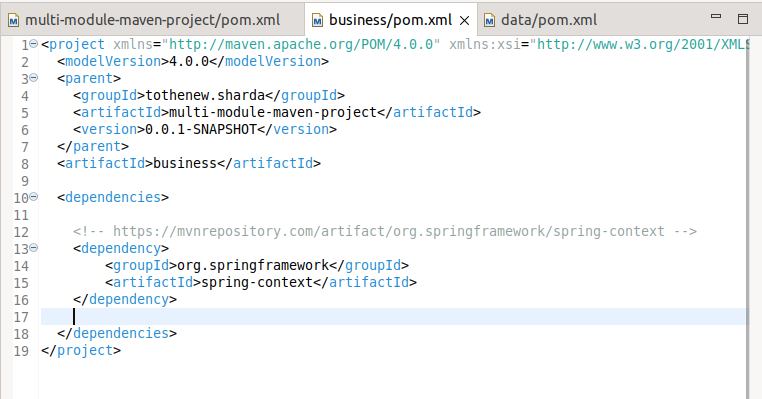 multi-module-maven-project/pom.xml business/pom.xml data/pom.xml
1 <project xmlns="http://maven.apache.org/POM/4.0.0" xmlns:xsi="http://www.w3.org/2001/XMLS
2 <modelVersion>4.0.0</modelVersion>
3 <parent>
4 <groupId>tothenew.sharda</groupId>
5 <artifactId>multi-module-maven-project</artifactId>
6 <version>0.0.1-SNAPSHOT</version>
7 </parent>
8 <artifactId>business</artifactId>
9
10 <dependencies>
11
12 <!-- https://mvnrepository.com/artifact/org.springframework/spring-context -->
13 <dependency>
14 <groupId>org.springframework</groupId>
15 <artifactId>spring-context</artifactId>
16 </dependency>
17
18 </dependencies>
19 </project>